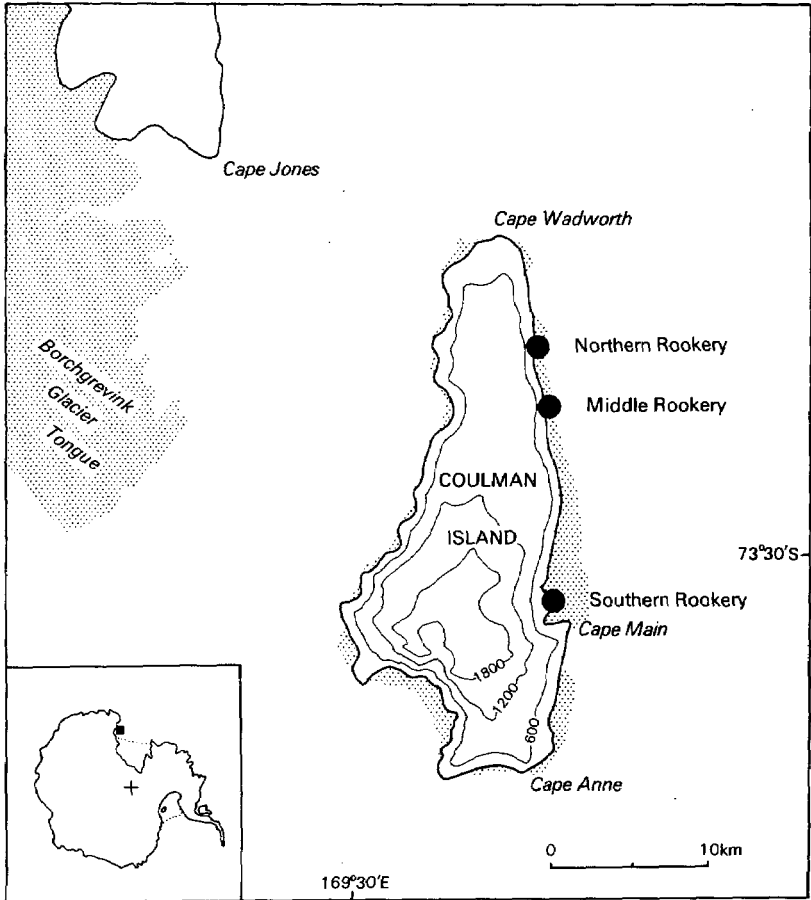 Cape Jones
Cape Wadworth
Northern Rookery
Borchgrevink
Glacier
Tongue
Middle Rookery
COULMAN
ISLAND
73°30'S
Southern Rookery
Cape Main
1800
1200
600
Cape Anne
0 10km
169°30'E